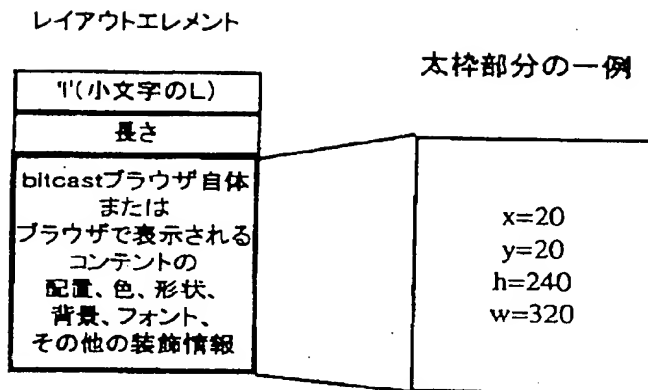 レイアウトエレメント
太枠部分の一例
'l'(小文字のL)
長さ
bitcastブラウザ自体
または
ブラウザで表示される
コンテントの
配置、色、形状、
背景、フォント、
その他の装飾情報
x=20
y=20
h=240
w=320